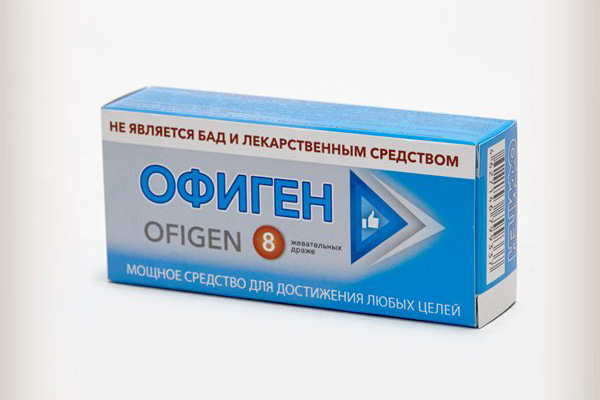 НЕ ЯВЛЯЕТСЯ БАД И ЛЕКАРСТВЕННЫМ СРЕДСТВОМ
ОФИГЕН
OFIGEN 8 жевательных
драже
МОЩНОЕ СРЕДСТВО ДЛЯ ДОСТИЖЕНИЯ ЛЮБЫХ ЦЕЛЕЙ